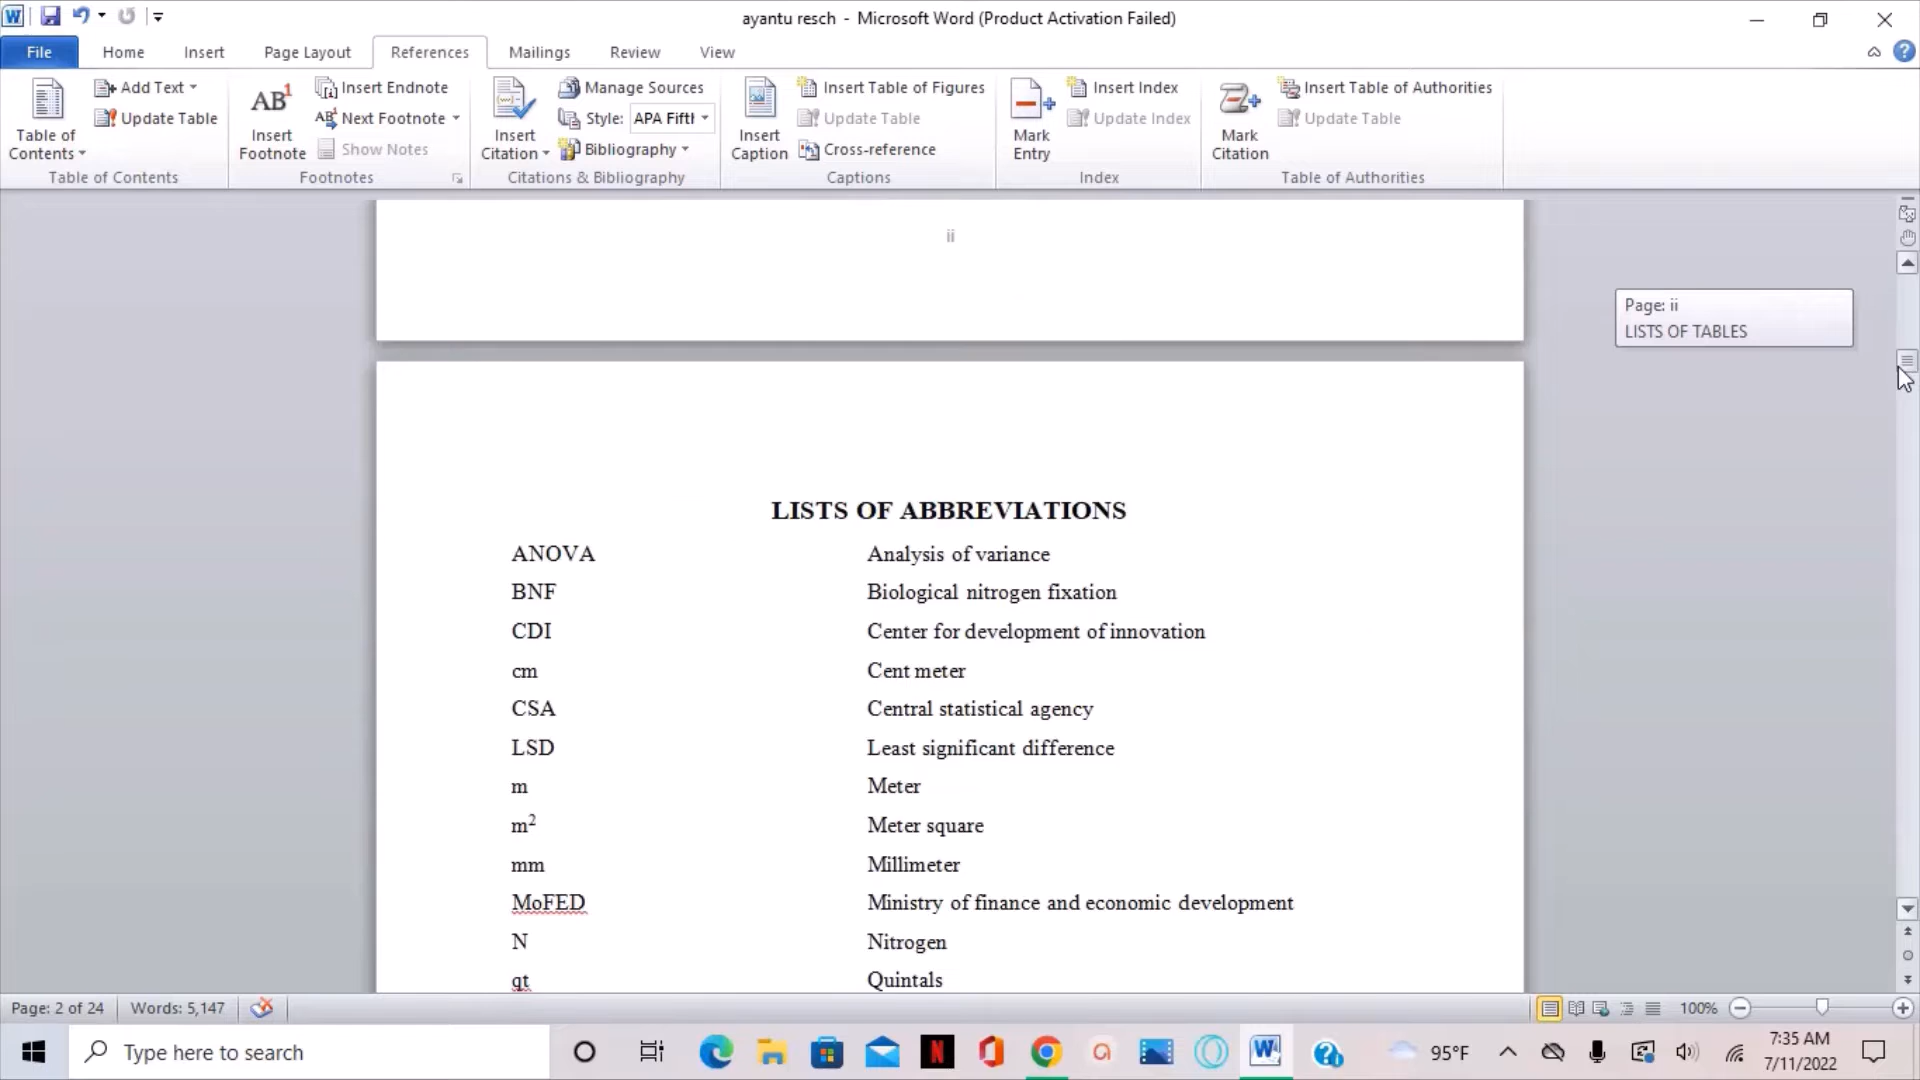 ayantu resch - Microsoft Word (Product Activation Failed)
File Home Insert Page Layout References Mailings Review View
Table of Contents
Add Text
Update Table
Table of Contents
AB1 Insert Footnote
Insert Endnote
AB1 Next Footnote
Show Notes
Footnotes
Insert Citation
Manage Sources
Style: APA Fift
Bibliography
Citations & Bibliography
Insert Caption
Insert Table of Figures
Update Table
Cross-reference
Captions
Mark Entry
Insert Index
Update Index
Index
Mark Citation
Insert Table of Authorities
Update Table
Table of Authorities
ii
Page: ii
LISTS OF TABLES
LISTS OF ABBREVIATIONS
ANOVA Analysis of variance
BNF Biological nitrogen fixation
CDI Center for development of innovation
cm Cent meter
CSA Central statistical agency
LSD Least significant difference
m Meter
m² Meter square
mm Millimeter
MoFED Ministry of finance and economic development
N Nitrogen
qt Quintals
Page: 2 of 24 Words: 5,147 100%
Type here to search
95°F
7:35 AM
7/11/2022